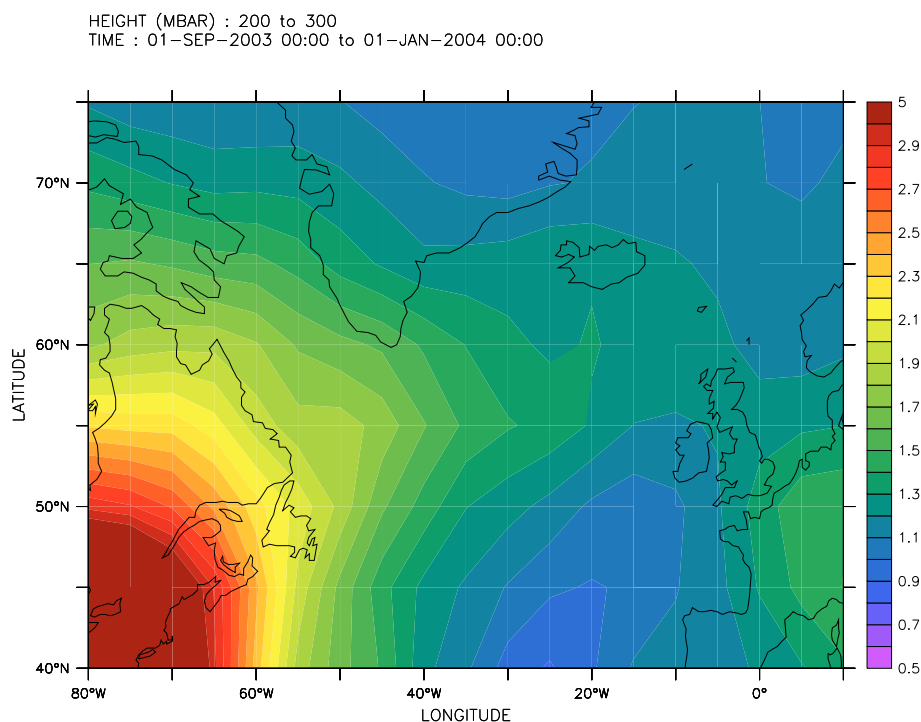 HEIGHT (MBAR) : 200 to 300
TIME : 01-SEP-2003 00:00 to 01-JAN-2004 00:00
5
2.9
2.7
2.5
2.3
2.1
1.9
1.7
1.5
1.3
1.1
0.9
0.7
0.5
70°N
60°N
50°N
40°N
LATITUDE
80°W
60°W
40°W
20°W
0°
LONGITUDE